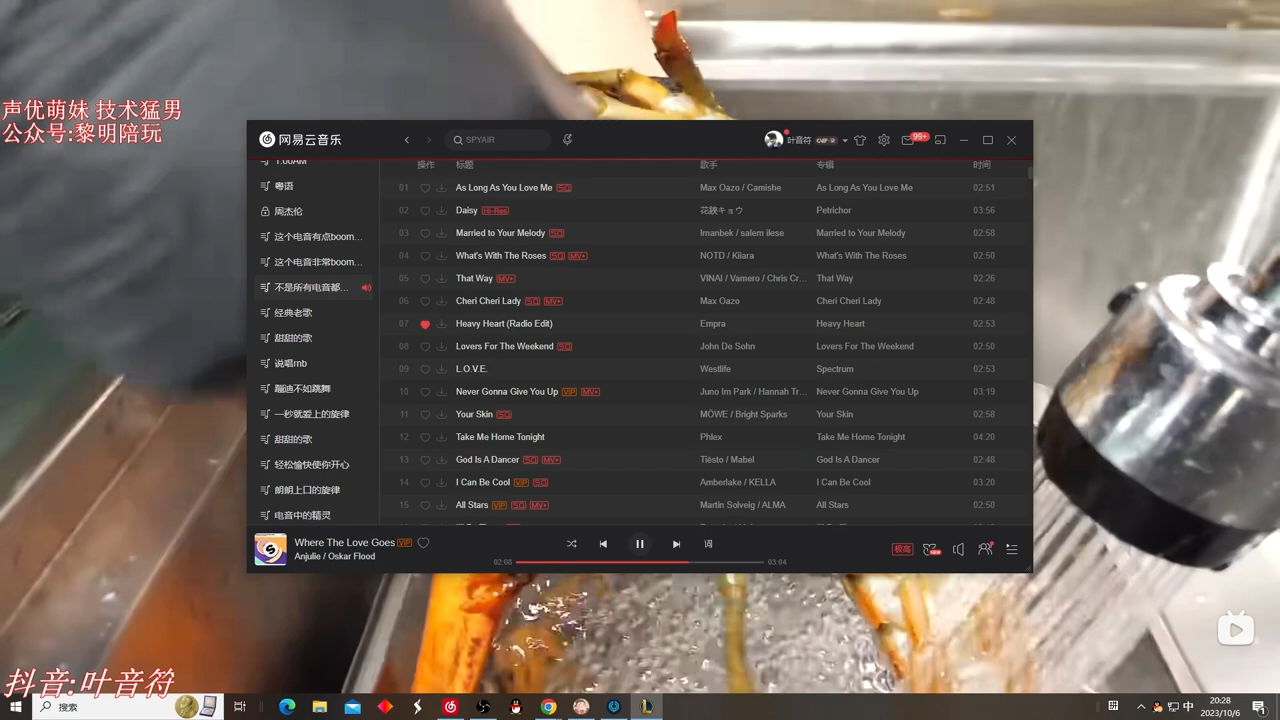 声优萌妹 技术猛男
公众号:黎明陪玩
网易云音乐
SPYAIR
叶音符
99+
1:00AM
粤语
周杰伦
这个电音有点boom...
这个电音非常boom...
不是所有电音都...
经典老歌
甜甜的歌
说唱rnb
蹦迪不如跳舞
一秒就爱上的旋律
甜甜的歌
轻松愉快使你开心
朗朗上口的旋律
电音中的精灵
操作 标题 歌手 专辑 时间
01 As Long As You Love Me SQ Max Oazo / Camishe As Long As You Love Me 02:51
02 Daisy Hi-Res 花鋏キョウ Petrichor 03:56
03 Married to Your Melody SQ Imanbek / salem ilese Married to Your Melody 02:58
04 What's With The Roses SQ MV NOTD / Kiiara What's With The Roses 02:50
05 That Way MV VINAI / Vamero / Chris Cr... That Way 02:26
06 Cheri Cheri Lady SQ MV Max Oazo Cheri Cheri Lady 02:48
07 Heavy Heart (Radio Edit) Empra Heavy Heart 02:53
08 Lovers For The Weekend SQ John De Sohn Lovers For The Weekend 02:50
09 L.O.V.E. Westlife Spectrum 02:53
10 Never Gonna Give You Up VIP MV Juno Im Park / Hannah Tr... Never Gonna Give You Up 03:19
11 Your Skin SQ MÖWE / Bright Sparks Your Skin 02:58
12 Take Me Home Tonight Phlex Take Me Home Tonight 04:20
13 God Is A Dancer SQ MV Tiësto / Mabel God Is A Dancer 02:48
14 I Can Be Cool VIP SQ Amberlake / KELLA I Can Be Cool 03:20
15 All Stars VIP SQ MV Martin Solveig / ALMA All Stars 02:50
Where The Love Goes VIP
Anjulie / Oskar Flood
词
02:08 03:04
极高
NEW
抖音:叶音符
搜索
中
20:28
2023/10/6
1